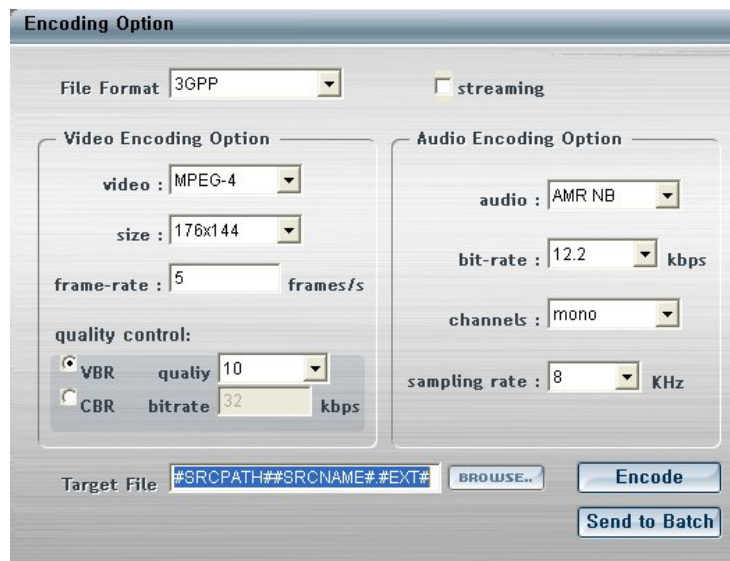 Encoding Option
File Format 3GPP
streaming
Video Encoding Option
video : MPEG-4
size : 176x144
frame-rate : 5 frames/s
quality control:
VBR qualiy 10
CBR bitrate 32 kbps
Audio Encoding Option
audio : AMR NB
bit-rate : 12.2 kbps
channels : mono
sampling rate : 8 KHz
Target File #SRCPATH##SRCNAME#.#EXT# BROWSE..
Encode
Send to Batch